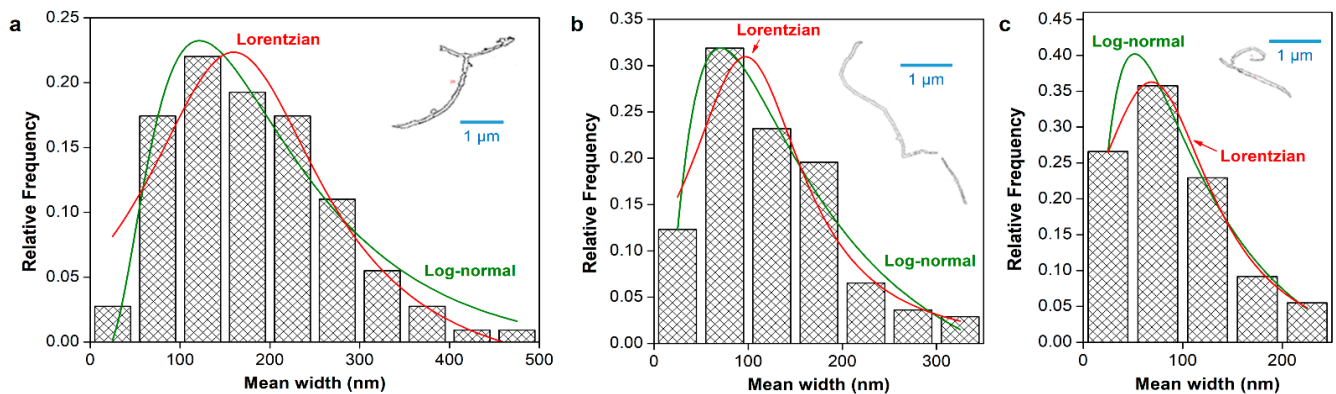 a
0.25
0.20
0.15
0.10
0.05
0.00
Relative Frequency
Lorentzian
Log-normal
1 µm
0 100 200 300 400 500
Mean width (nm)
b
0.35
0.30
0.25
0.20
0.15
0.10
0.05
0.00
Relative Frequency
Lorentzian
Log-normal
1 µm
0 100 200 300
Mean width (nm)
c
0.45
0.40
0.35
0.30
0.25
0.20
0.15
0.10
0.05
0.00
Relative Frequency
Log-normal
Lorentzian
1 µm
0 100 200
Mean width (nm)